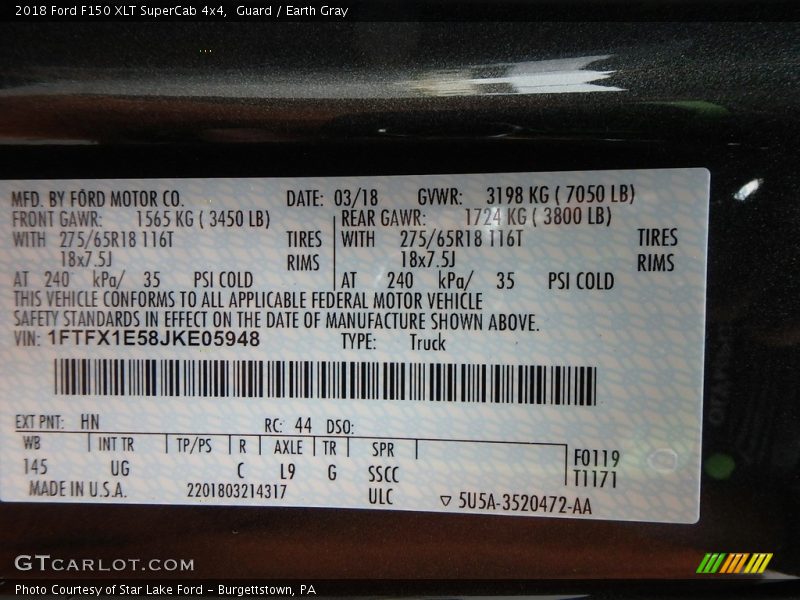 2018 Ford F150 XLT SuperCab 4x4,  Guard / Earth Gray
MFD. BY FORD MOTOR CO. DATE: 03/18 GVWR: 3198 KG ( 7050 LB)
FRONT GAWR: 1565 KG ( 3450 LB) REAR GAWR: 1724 KG ( 3800 LB)
WITH 275/65R18 116T TIRES WITH 275/65R18 116T TIRES
18x7.5J RIMS 18x7.5J RIMS
AT 240 kPa/ 35 PSI COLD AT 240 kPa/ 35 PSI COLD
THIS VEHICLE CONFORMS TO ALL APPLICABLE FEDERAL MOTOR VEHICLE
SAFETY STANDARDS IN EFFECT ON THE DATE OF MANUFACTURE SHOWN ABOVE.
VIN: 1FTFX1E58JKE05948 TYPE: Truck
EXT PNT: HN RC: 44 DSO:
WB INT TR TP/PS R AXLE TR SPR
145 UG C L9 G SSCC F0119
T1171
MADE IN U.S.A. 2201803214317 ULC ▽ 5U5A-3520472-AA
GTCARLOT.COM
Photo Courtesy of Star Lake Ford - Burgettstown, PA